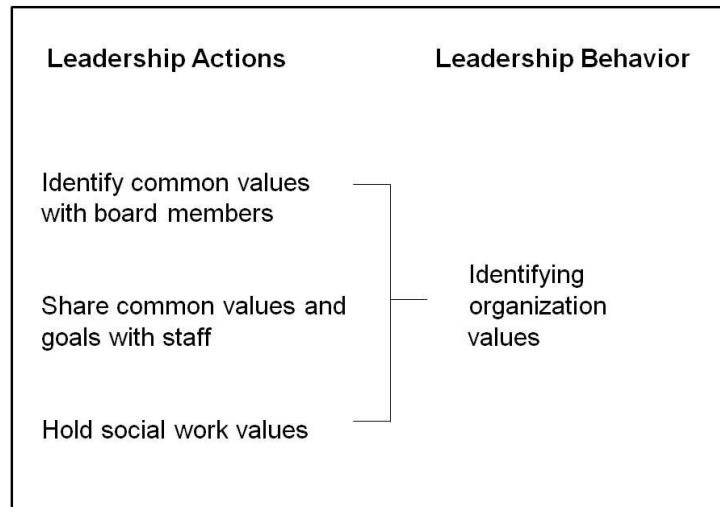 Leadership Actions
Leadership Behavior
Identify common values
with board members
Share common values and
goals with staff
Hold social work values
Identifying
organization
values